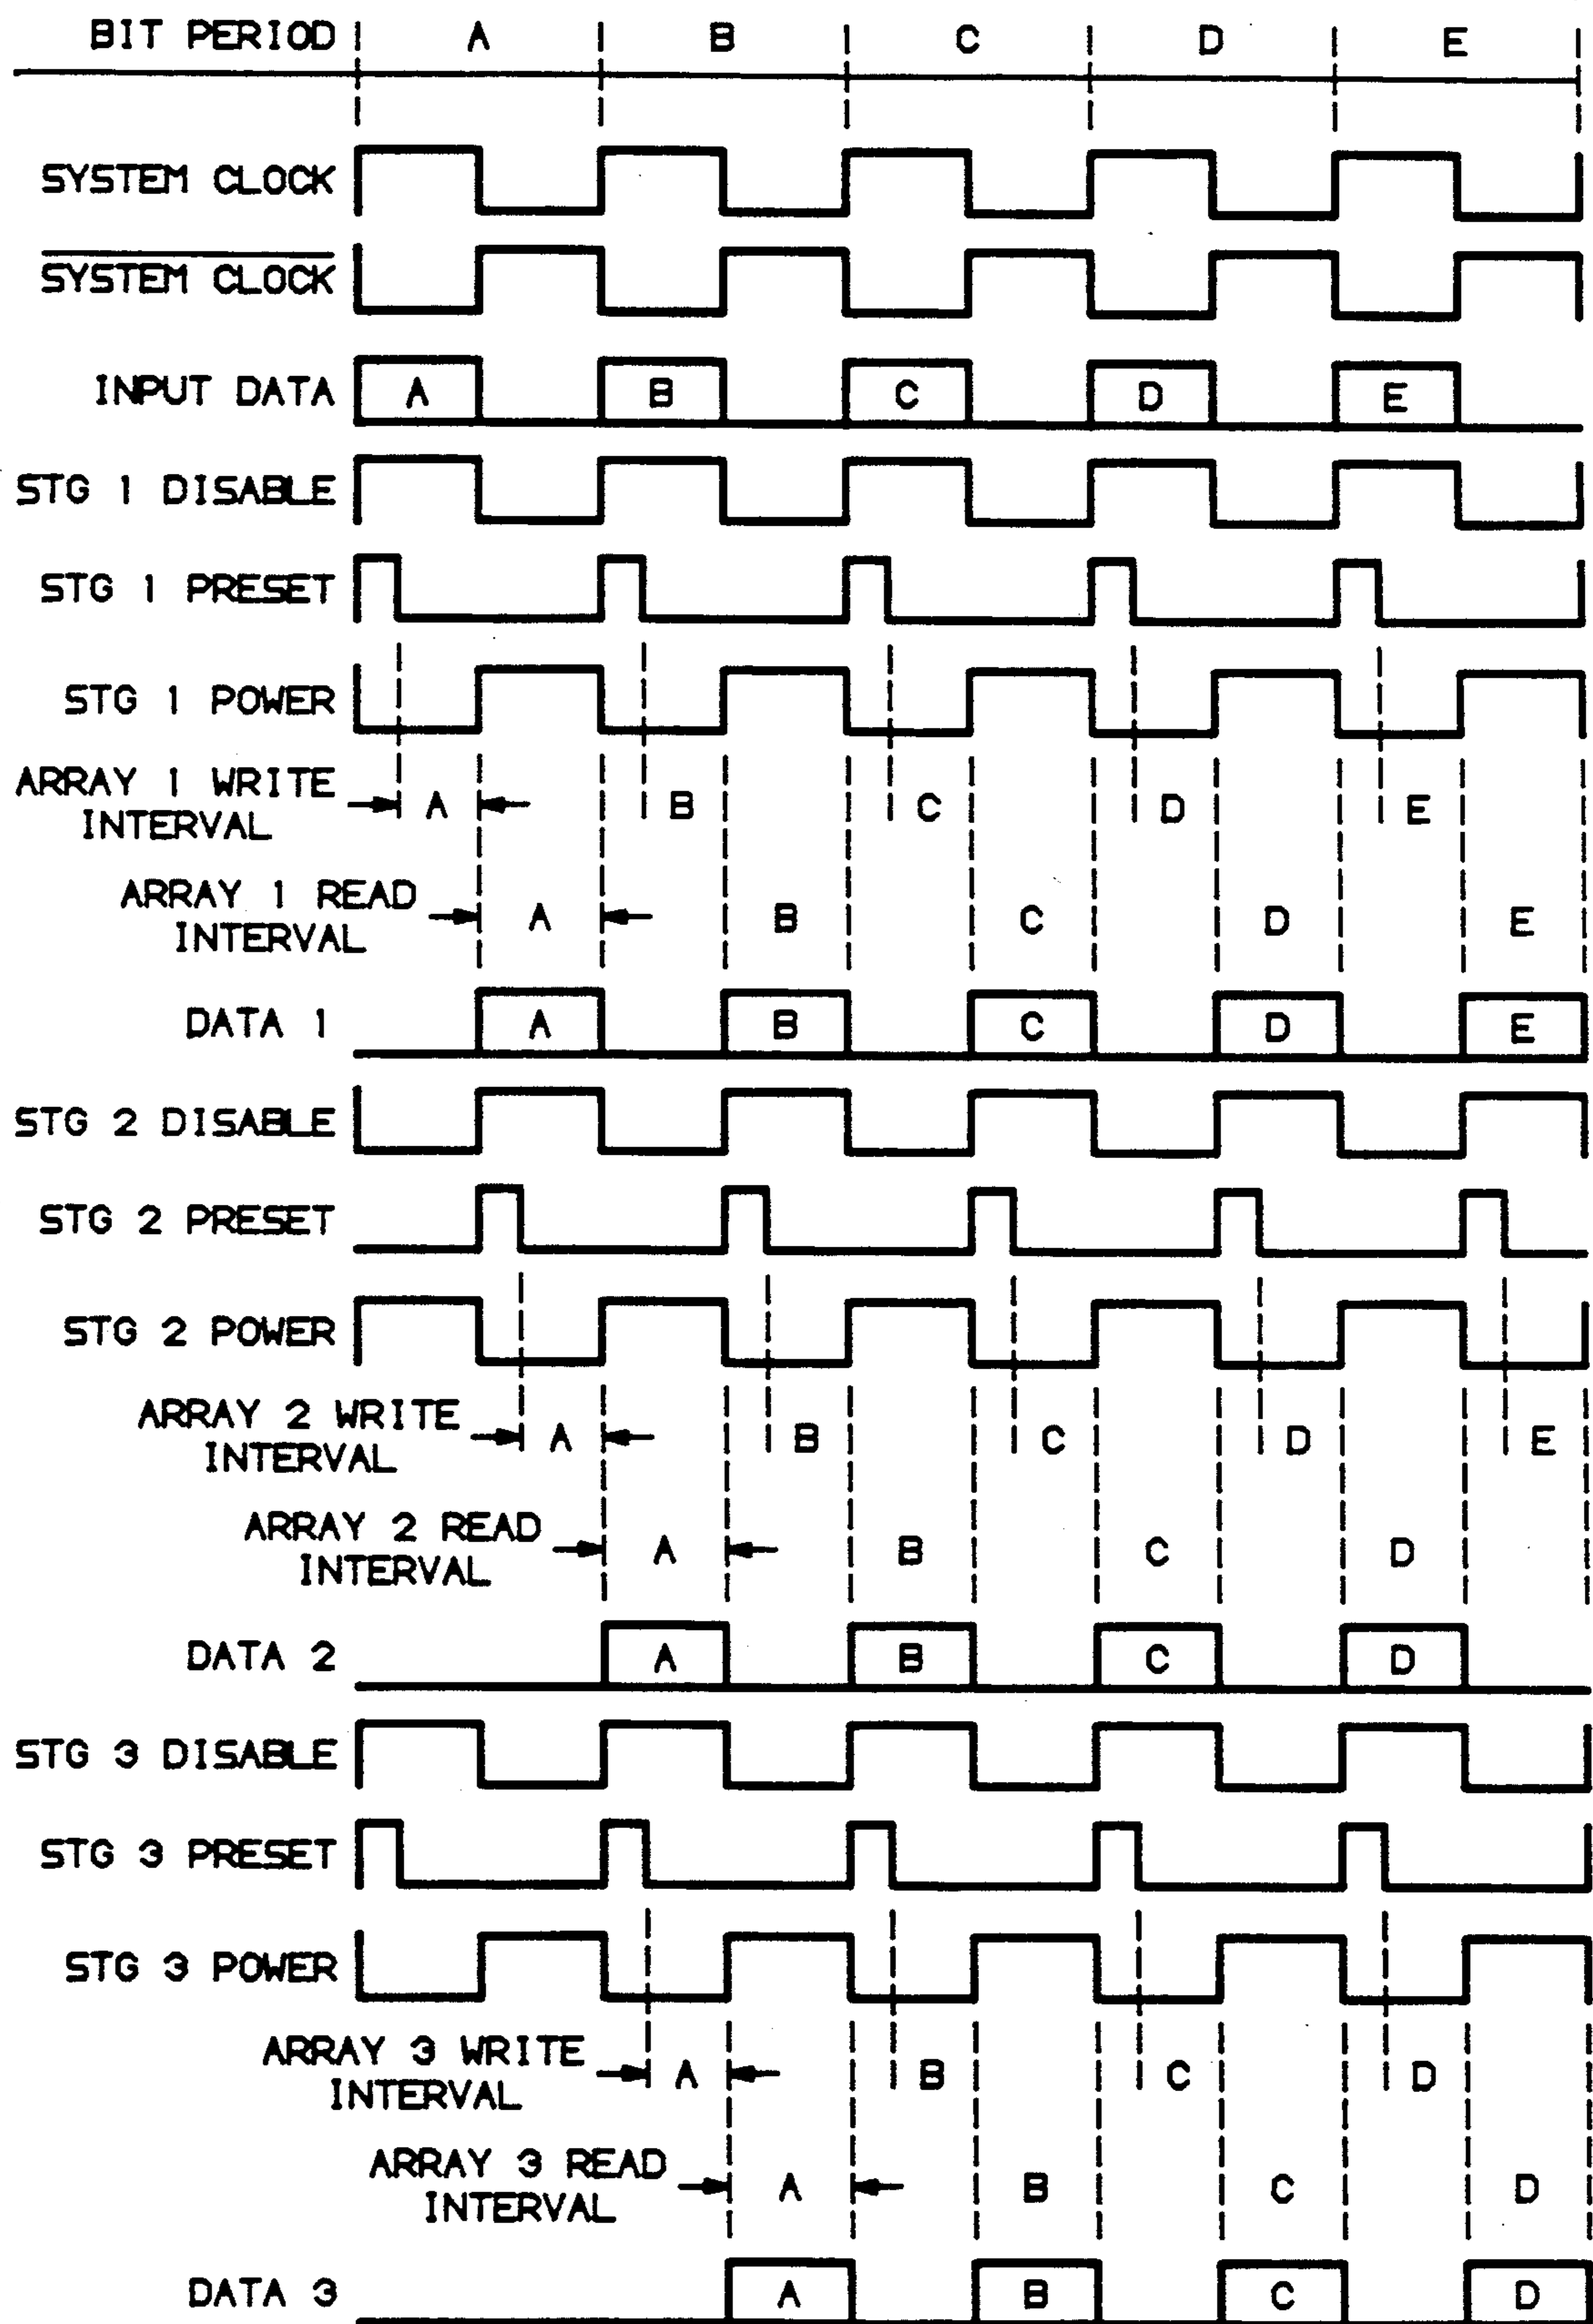 BIT PERIOD A B C D E
SYSTEM CLOCK
SYSTEM CLOCK
INPUT DATA A B C D E
STG 1 DISABLE
STG 1 PRESET
STG 1 POWER
ARRAY 1 WRITE
INTERVAL A B C D E
ARRAY 1 READ
INTERVAL A B C D E
DATA 1 A B C D E
STG 2 DISABLE
STG 2 PRESET
STG 2 POWER
ARRAY 2 WRITE
INTERVAL A B C D E
ARRAY 2 READ
INTERVAL A B C D
DATA 2 A B C D
STG 3 DISABLE
STG 3 PRESET
STG 3 POWER
ARRAY 3 WRITE
INTERVAL A B C D
ARRAY 3 READ
INTERVAL A B C D
DATA 3 A B C D